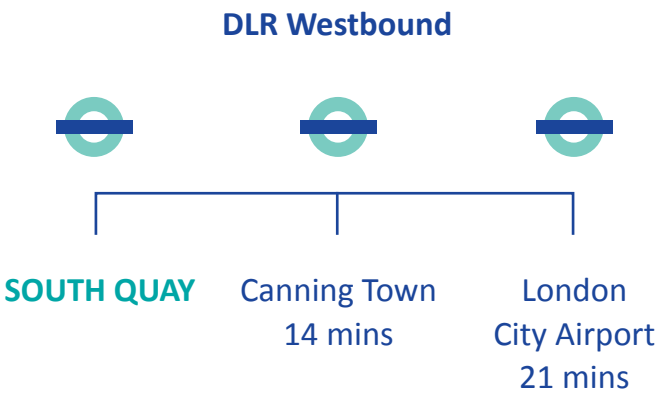 DLR Westbound
SOUTH QUAY
Canning Town
14 mins
London
City Airport
21 mins